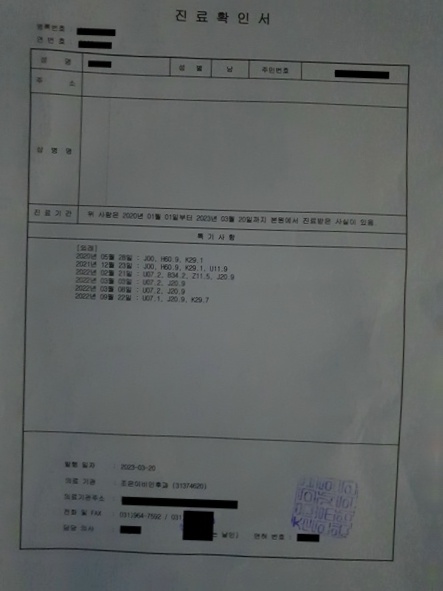 진료확인서
등록번호 :
연 번 호 :
성 명 성 별 남 주민번호
주 소
상 병 명
진료기간 위 사람은 2020년 01월 01일부터 2023년 03월 20일까지 본원에서 진료받은 사실이 있음
특기사항
[외래]
2020년 05월 28일 : J00, H60.9, K29.1
2021년 12월 23일 : J00, H60.9, K29.1, U11.9
2022년 02월 21일 : U07.2, B34.2, Z11.5, J20.9
2022년 03월 03일 : U07.2, J20.9
2022년 03월 08일 : U07.2, J20.9
2022년 09월 22일 : U07.1, J20.9, K29.7
발행 일자 : 2023-03-20
의료 기관 : 조은이비인후과 (31374626)
의료기관주소
전화 및 FAX : 031)964-7592 / 031
담당 의사 날인) 면허 번호 :